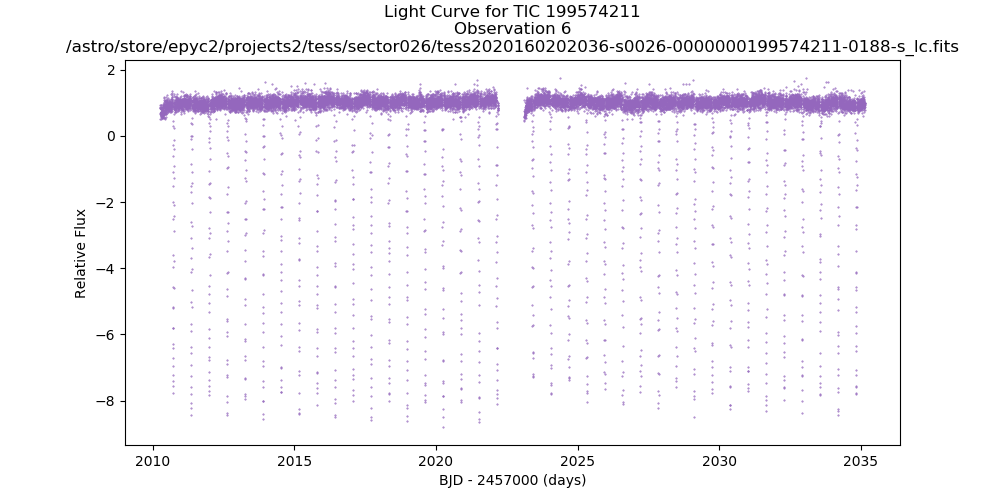 Light Curve for TIC 199574211
Observation 6
/astro/store/epyc2/projects2/tess/sector026/tess2020160202036-s0026-0000000199574211-0188-s_lc.fits
2
0
−2
−4
−6
−8
Relative Flux
2010 2015 2020 2025 2030 2035
BJD - 2457000 (days)